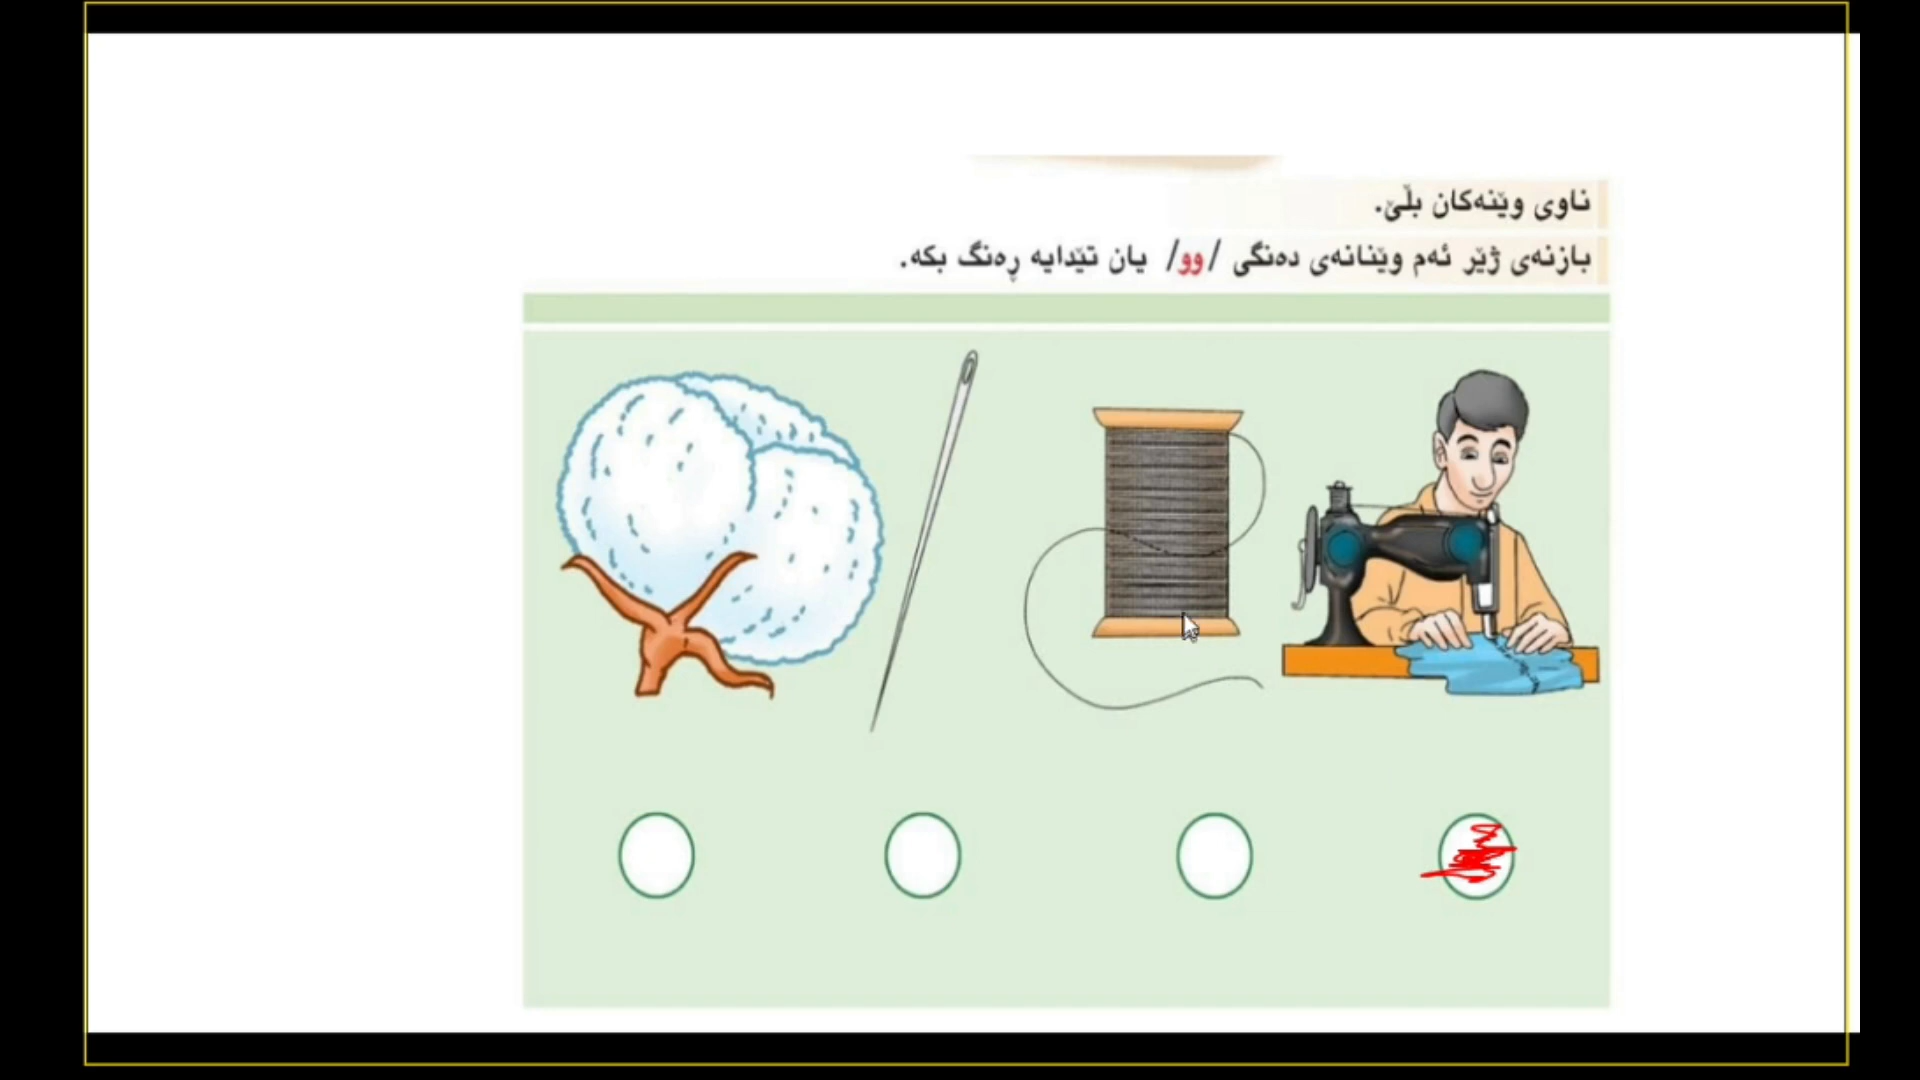 ناوی وێنەکان بڵێ.
بازنەی ژێر ئەم وێنانەی دەنگی /وو/ یان تێدایە ڕەنگ بکە.